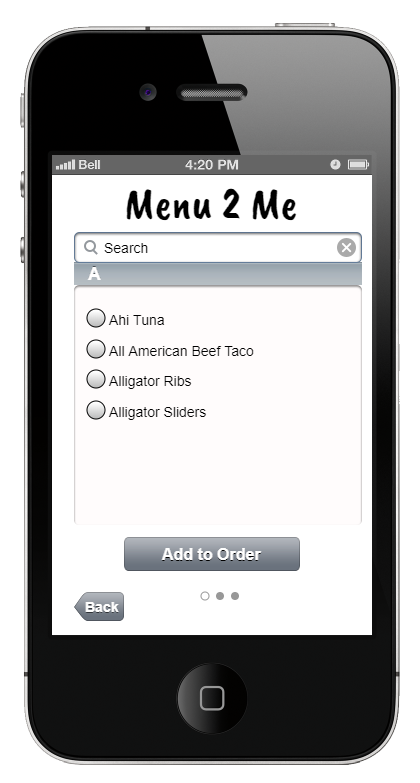 Bell 4:20 PM
Menu 2 Me
Search
A
Ahi Tuna
All American Beef Taco
Alligator Ribs
Alligator Sliders
Add to Order
Back